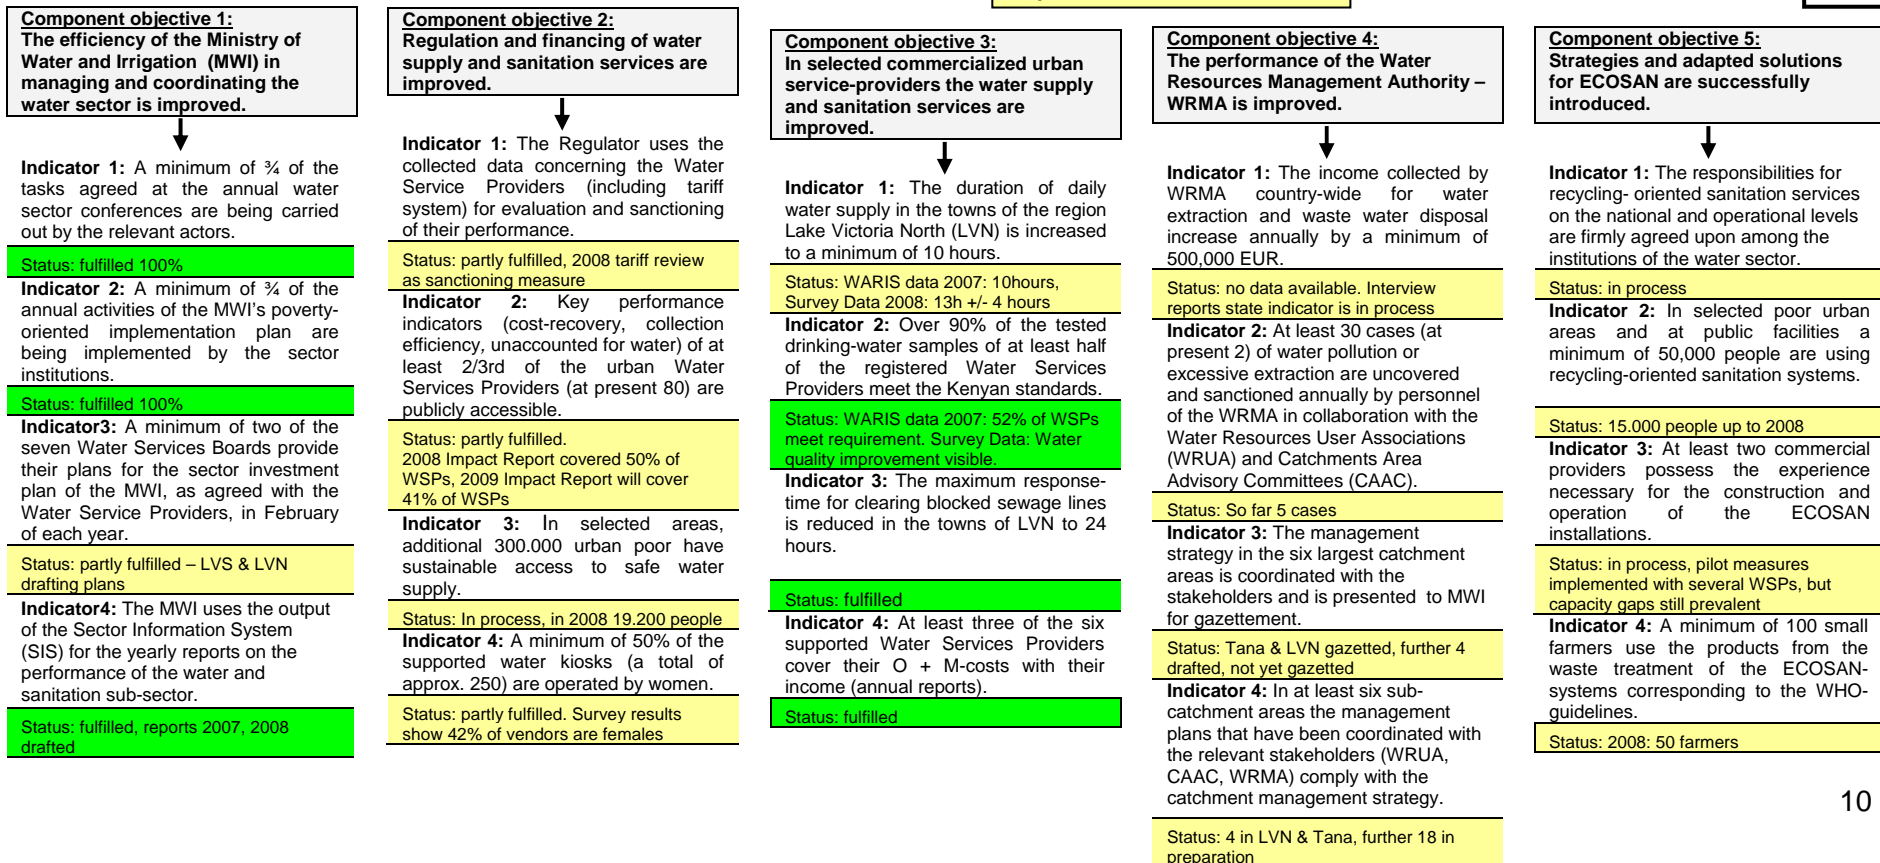 Component objective 1:
The efficiency of the Ministry of
Water and Irrigation (MWI) in
managing and coordinating the
water sector is improved.
Indicator 1: A minimum of ¾ of the
tasks agreed at the annual water
sector conferences are being carried
out by the relevant actors.
Status: fulfilled 100%
Indicator 2: A minimum of ¾ of the
annual activities of the MWI's poverty-
oriented implementation plan are
being implemented by the sector
institutions.
Status: fulfilled 100%
Indicator3: A minimum of two of the
seven Water Services Boards provide
their plans for the sector investment
plan of the MWI, as agreed with the
Water Service Providers, in February
of each year.
Status: partly fulfilled – LVS & LVN
drafting plans
Indicator4: The MWI uses the output
of the Sector Information System
(SIS) for the yearly reports on the
performance of the water and
sanitation sub-sector.
Status: fulfilled, reports 2007, 2008
drafted
Component objective 2:
Regulation and financing of water
supply and sanitation services are
improved.
Indicator 1: The Regulator uses the
collected data concerning the Water
Service Providers (including tariff
system) for evaluation and sanctioning
of their performance.
Status: partly fulfilled, 2008 tariff review
as sanctioning measure
Indicator 2: Key performance
indicators (cost-recovery, collection
efficiency, unaccounted for water) of at
least 2/3rd of the urban Water
Services Providers (at present 80) are
publicly accessible.
Status: partly fulfilled.
2008 Impact Report covered 50% of
WSPs, 2009 Impact Report will cover
41% of WSPs
Indicator 3: In selected areas,
additional 300.000 urban poor have
sustainable access to safe water
supply.
Status: In process, in 2008 19.200 people
Indicator 4: A minimum of 50% of the
supported water kiosks (a total of
approx. 250) are operated by women.
Status: partly fulfilled. Survey results
show 42% of vendors are females
Component objective 3:
In selected commercialized urban
service-providers the water supply
and sanitation services are
improved.
Indicator 1: The duration of daily
water supply in the towns of the region
Lake Victoria North (LVN) is increased
to a minimum of 10 hours.
Status: WARIS data 2007: 10hours,
Survey Data 2008: 13h +/- 4 hours
Indicator 2: Over 90% of the tested
drinking-water samples of at least half
of the registered Water Services
Providers meet the Kenyan standards.
Status: WARIS data 2007: 52% of WSPs
meet requirement. Survey Data: Water
quality improvement visible.
Indicator 3: The maximum response-
time for clearing blocked sewage lines
is reduced in the towns of LVN to 24
hours.
Status: fulfilled
Indicator 4: At least three of the six
supported Water Services Providers
cover their O + M-costs with their
income (annual reports).
Status: fulfilled
Component objective 4:
The performance of the Water
Resources Management Authority –
WRMA is improved.
Indicator 1: The income collected by
WRMA country-wide for water
extraction and waste water disposal
increase annually by a minimum of
500,000 EUR.
Status: no data available. Interview
reports state indicator is in process
Indicator 2: At least 30 cases (at
present 2) of water pollution or
excessive extraction are uncovered
and sanctioned annually by personnel
of the WRMA in collaboration with the
Water Resources User Associations
(WRUA) and Catchments Area
Advisory Committees (CAAC).
Status: So far 5 cases
Indicator 3: The management
strategy in the six largest catchment
areas is coordinated with the
stakeholders and is presented to MWI
for gazettement.
Status: Tana & LVN gazetted, further 4
drafted, not yet gazetted
Indicator 4: In at least six sub-
catchment areas the management
plans that have been coordinated with
the relevant stakeholders (WRUA,
CAAC, WRMA) comply with the
catchment management strategy.
Status: 4 in LVN & Tana, further 18 in
preparation
Component objective 5:
Strategies and adapted solutions
for ECOSAN are successfully
introduced.
Indicator 1: The responsibilities for
recycling- oriented sanitation services
on the national and operational levels
are firmly agreed upon among the
institutions of the water sector.
Status: in process
Indicator 2: In selected poor urban
areas and at public facilities a
minimum of 50,000 people are using
recycling-oriented sanitation systems.
Status: 15.000 people up to 2008
Indicator 3: At least two commercial
providers possess the experience
necessary for the construction and
operation of the ECOSAN
installations.
Status: in process, pilot measures
implemented with several WSPs, but
capacity gaps still prevalent
Indicator 4: A minimum of 100 small
farmers use the products from the
waste treatment of the ECOSAN-
systems corresponding to the WHO-
guidelines.
Status: 2008: 50 farmers
10